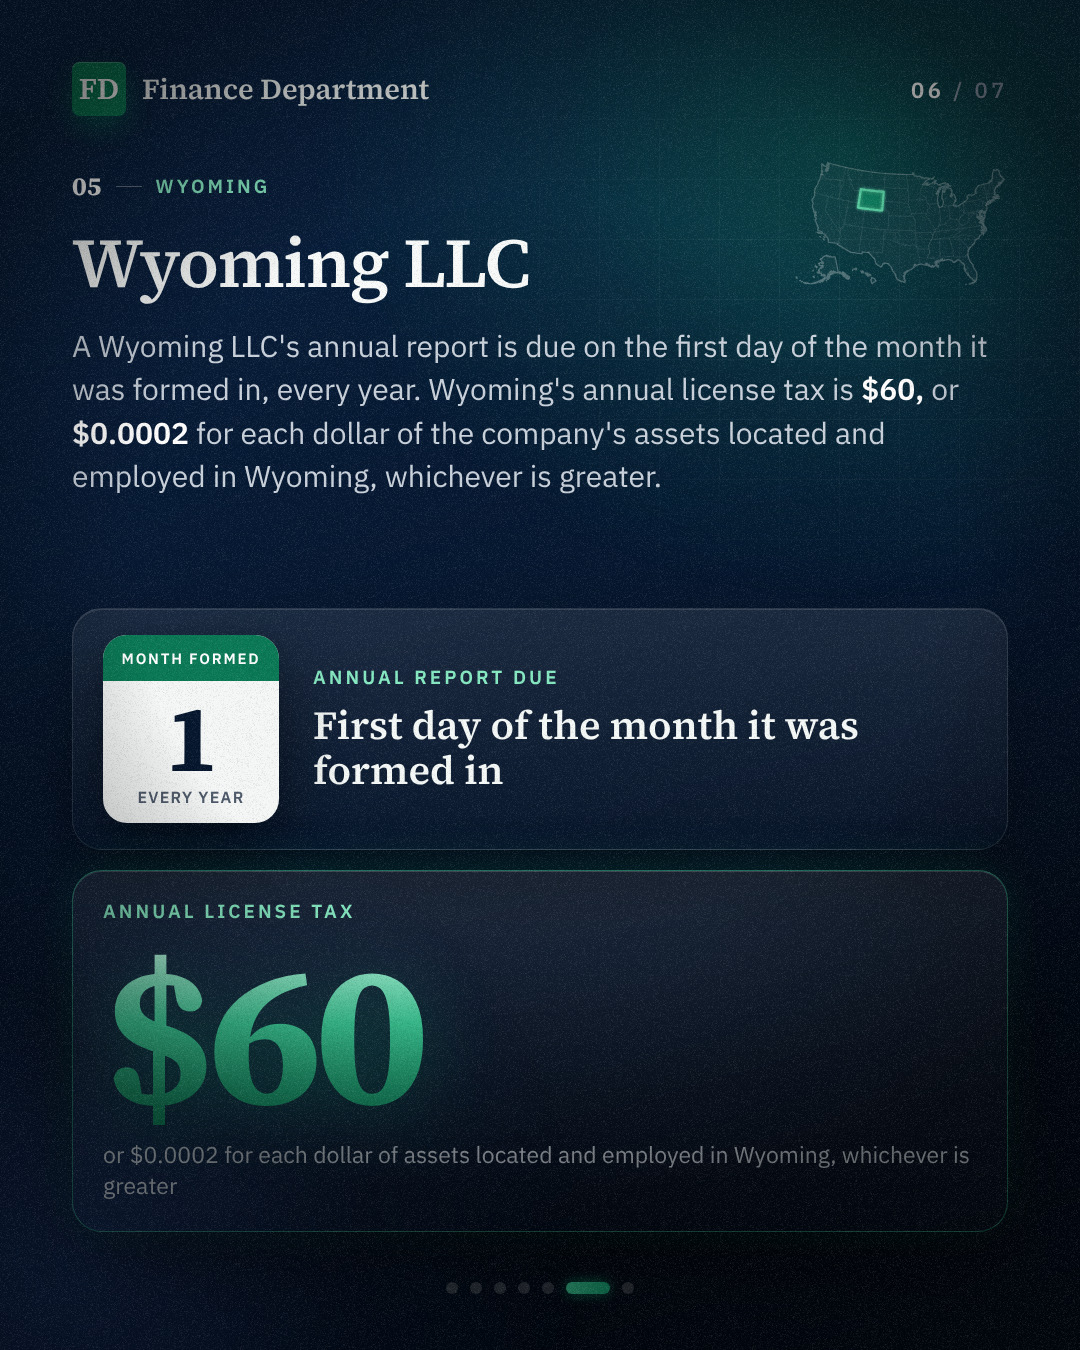 FD Finance Department
06 / 07
05 — WYOMING
Wyoming LLC
A Wyoming LLC's annual report is due on the first day of the month it
was formed in, every year. Wyoming's annual license tax is $60, or
$0.0002 for each dollar of the company's assets located and
employed in Wyoming, whichever is greater.
MONTH FORMED
1
EVERY YEAR
ANNUAL REPORT DUE
First day of the month it was
formed in
ANNUAL LICENSE TAX
$60
or $0.0002 for each dollar of assets located and employed in Wyoming, whichever is
greater